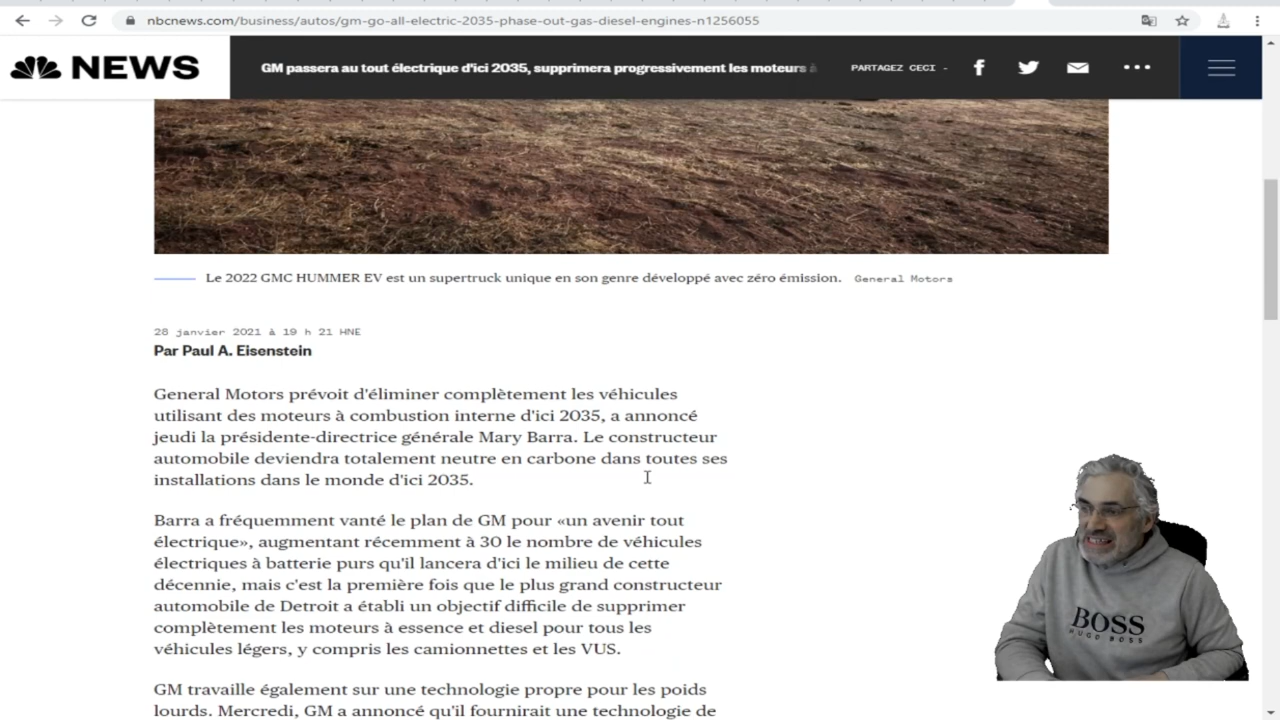 nbcnews.com/business/autos/gm-go-all-electric-2035-phase-out-gas-diesel-engines-n1256055
NEWS
GM passera au tout électrique d'ici 2035, supprimera progressivement les moteurs à
PARTAGEZ CECI -
Le 2022 GMC HUMMER EV est un supertruck unique en son genre développé avec zéro émission. General Motors
28 janvier 2021 à 19 h 21 HNE
Par Paul A. Eisenstein
General Motors prévoit d'éliminer complètement les véhicules
utilisant des moteurs à combustion interne d'ici 2035, a annoncé
jeudi la présidente-directrice générale Mary Barra. Le constructeur
automobile deviendra totalement neutre en carbone dans toutes ses
installations dans le monde d'ici 2035.
Barra a fréquemment vanté le plan de GM pour «un avenir tout
électrique», augmentant récemment à 30 le nombre de véhicules
électriques à batterie purs qu'il lancera d'ici le milieu de cette
décennie, mais c'est la première fois que le plus grand constructeur
automobile de Detroit a établi un objectif difficile de supprimer
complètement les moteurs à essence et diesel pour tous les
véhicules légers, y compris les camionnettes et les VUS.
GM travaille également sur une technologie propre pour les poids
lourds. Mercredi, GM a annoncé qu'il fournirait une technologie de
BOSS
HUGO BOSS